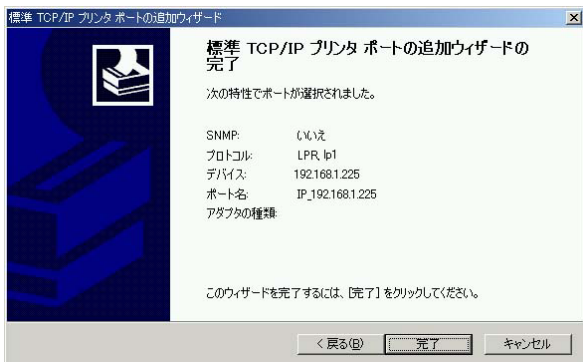 標準 TCP/IP プリンタ ポートの追加ウィザード
標準 TCP/IP プリンタ ポートの追加ウィザードの
完了
次の特性でポートが選択されました。
SNMP: いいえ
プロトコル: LPR, lp1
デバイス: 192.168.1.225
ポート名: IP_192.168.1.225
アダプタの種類:
このウィザードを完了するには、[完了] をクリックしてください。
< 戻る(B) 完了 キャンセル